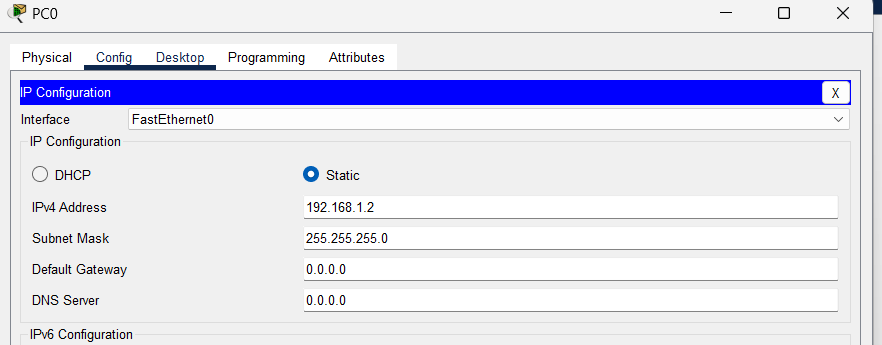 PC0
Physical Config Desktop Programming Attributes
IP Configuration X
Interface FastEthernet0
IP Configuration
DHCP Static
IPv4 Address 192.168.1.2
Subnet Mask 255.255.255.0
Default Gateway 0.0.0.0
DNS Server 0.0.0.0
IPv6 Configuration